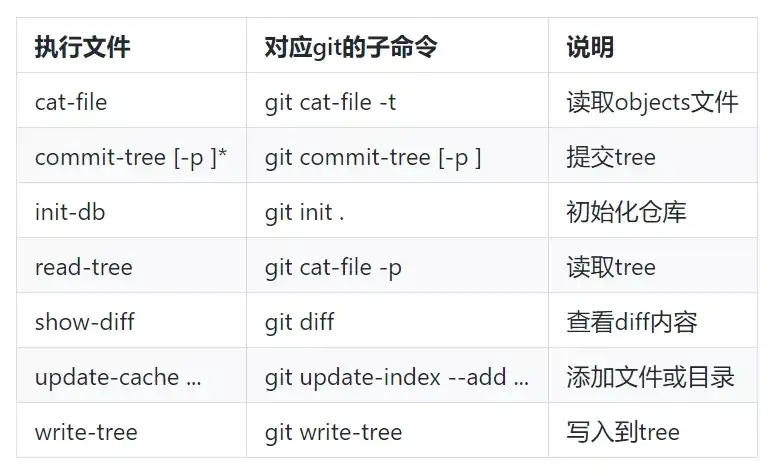 执行文件 对应git的子命令 说明
cat-file git cat-file -t 读取objects文件
commit-tree [-p ]* git commit-tree [-p ] 提交tree
init-db git init . 初始化仓库
read-tree git cat-file -p 读取tree
show-diff git diff 查看diff内容
update-cache ... git update-index --add ... 添加文件或目录
write-tree git write-tree 写入到tree